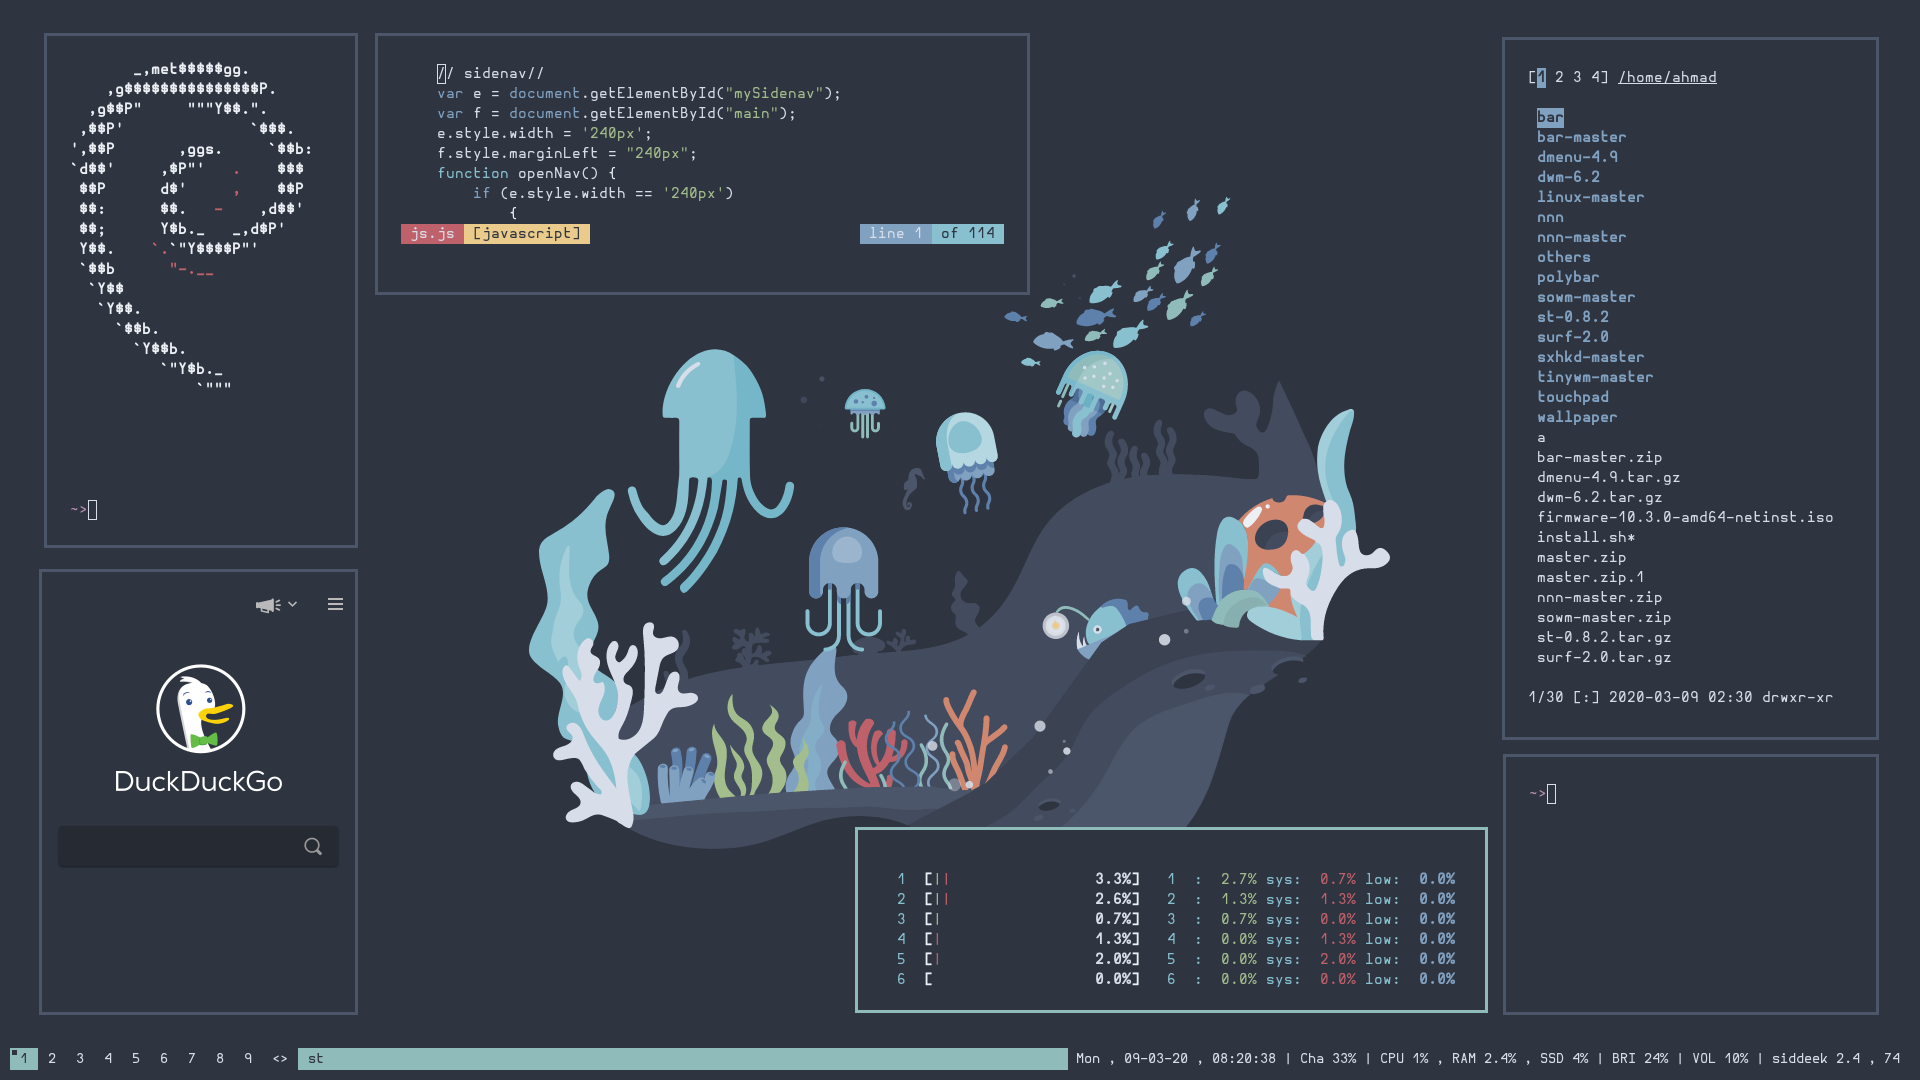 _,met$$$$$gg.
,g$$$$$$$$$$$$$$$P.
,g$$P"     """Y$$.".
,$$P'              `$$$.
',$$P       ,ggs.     `$$b:
`d$$'     ,$P"'   .    $$$
$$P      d$'     ,    $$P
$$:      $$.   -    ,d$$'
$$;      Y$b._   _,d$P'
Y$$.    `.`"Y$$$$P"'
`$$b      "-.__
`Y$$
`Y$$.
`$$b.
`Y$$b.
`"Y$b._
`"""
~>
// sidenav//
var e = document.getElementById("mySidenav");
var f = document.getElementById("main");
e.style.width = '240px';
f.style.marginLeft = "240px";
function openNav() {
if (e.style.width == '240px')
{
js.js [javascript] line 1 of 114
[1 2 3 4] /home/ahmad
bar
bar-master
dmenu-4.9
dwm-6.2
linux-master
nnn
nnn-master
others
polybar
sowm-master
st-0.8.2
surf-2.0
sxhkd-master
tinywm-master
touchpad
wallpaper
a
bar-master.zip
dmenu-4.9.tar.gz
dwm-6.2.tar.gz
firmware-10.3.0-amd64-netinst.iso
install.sh*
master.zip
master.zip.1
nnn-master.zip
sowm-master.zip
st-0.8.2.tar.gz
surf-2.0.tar.gz
1/30 [:] 2020-03-09 02:30 drwxr-xr
DuckDuckGo
~>
1 [|| 3.3%] 1 : 2.7% sys: 0.7% low: 0.0%
2 [|| 2.6%] 2 : 1.3% sys: 1.3% low: 0.0%
3 [| 0.7%] 3 : 0.7% sys: 0.0% low: 0.0%
4 [| 1.3%] 4 : 0.0% sys: 1.3% low: 0.0%
5 [| 2.0%] 5 : 0.0% sys: 2.0% low: 0.0%
6 [ 0.0%] 6 : 0.0% sys: 0.0% low: 0.0%
1 2 3 4 5 6 7 8 9 <> st Mon , 09-03-20 , 08:20:38 | Cha 33% | CPU 1% , RAM 2.4% , SSD 4% | BRI 24% | VOL 10% | siddeek 2.4 , 74